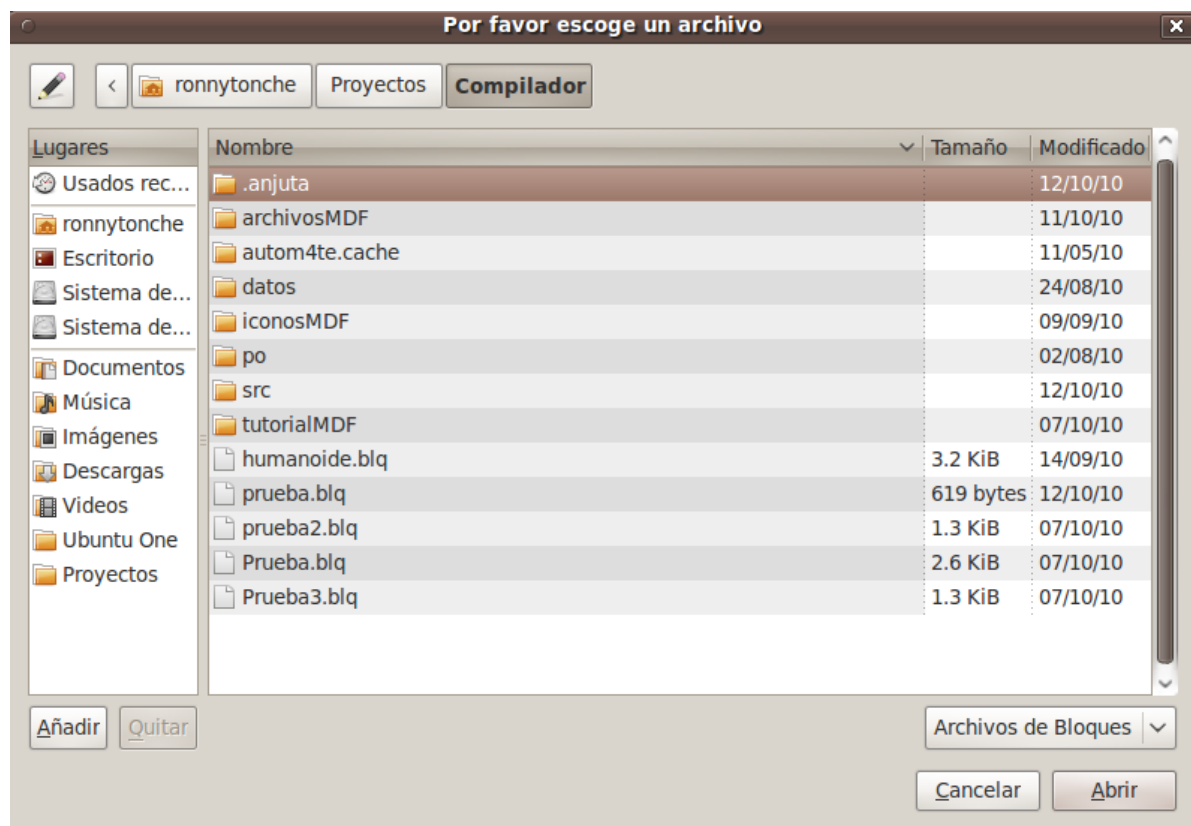 Por favor escoge un archivo
< ronnytonche Proyectos Compilador
Lugares Nombre Tamaño Modificado
Usados rec... .anjuta 12/10/10
archivosMDF 11/10/10
ronnytonche autom4te.cache 11/05/10
Escritorio datos 24/08/10
Sistema de... iconosMDF 09/09/10
Sistema de... po 02/08/10
Documentos src 12/10/10
Música tutorialMDF 07/10/10
Imágenes humanoide.blq 3.2 KiB 14/09/10
Descargas prueba.blq 619 bytes 12/10/10
Videos prueba2.blq 1.3 KiB 07/10/10
Ubuntu One Prueba.blq 2.6 KiB 07/10/10
Proyectos Prueba3.blq 1.3 KiB 07/10/10
Añadir Quitar Archivos de Bloques
Cancelar Abrir